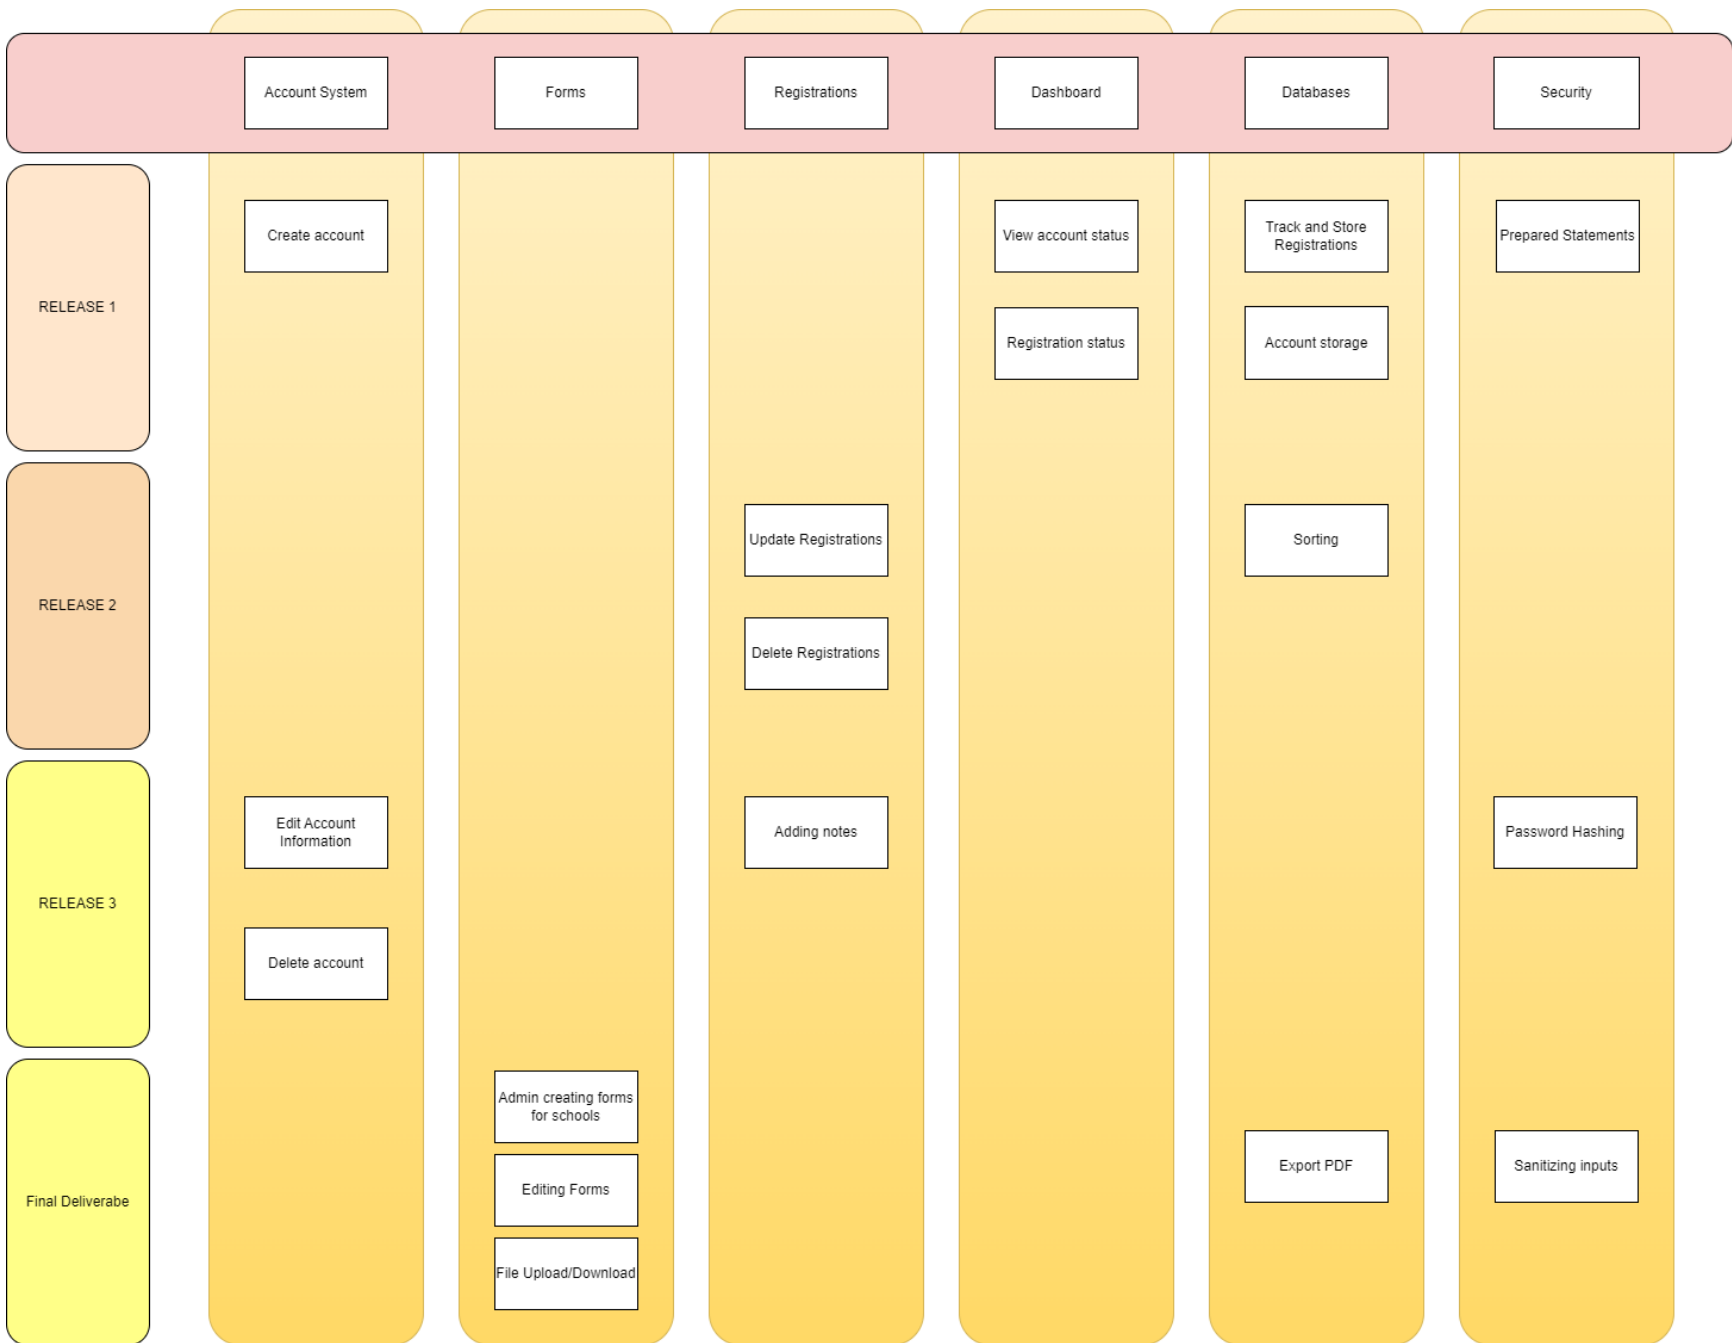 Account System
Forms
Registrations
Dashboard
Databases
Security
RELEASE 1
Create account
View account status
Track and Store
Registrations
Prepared Statements
Registration status
Account storage
RELEASE 2
Update Registrations
Sorting
Delete Registrations
RELEASE 3
Edit Account
Information
Adding notes
Password Hashing
Delete account
Final Deliverabe
Admin creating forms
for schools
Editing Forms
Export PDF
Sanitizing inputs
File Upload/Download